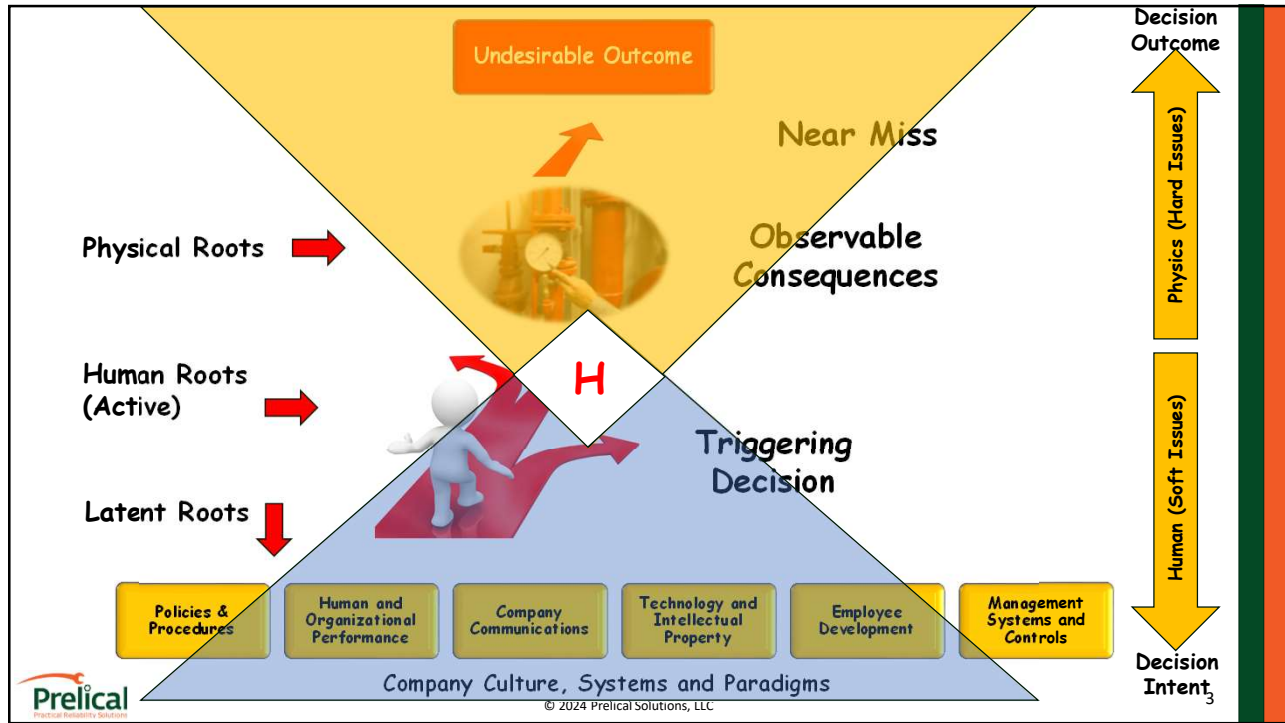 Undesirable Outcome
Decision
Outcome
Near Miss
Physics (Hard Issues)
Physical Roots
Observable
Consequences
Human Roots
(Active)
H
Triggering
Decision
Human (Soft Issues)
Latent Roots
Policies &
Procedures
Human and
Organizational
Performance
Company
Communications
Technology and
Intellectual
Property
Employee
Development
Management
Systems and
Controls
Decision
Intent
Company Culture, Systems and Paradigms
Prelical
Practical Reliability Solutions
© 2024 Prelical Solutions, LLC
3